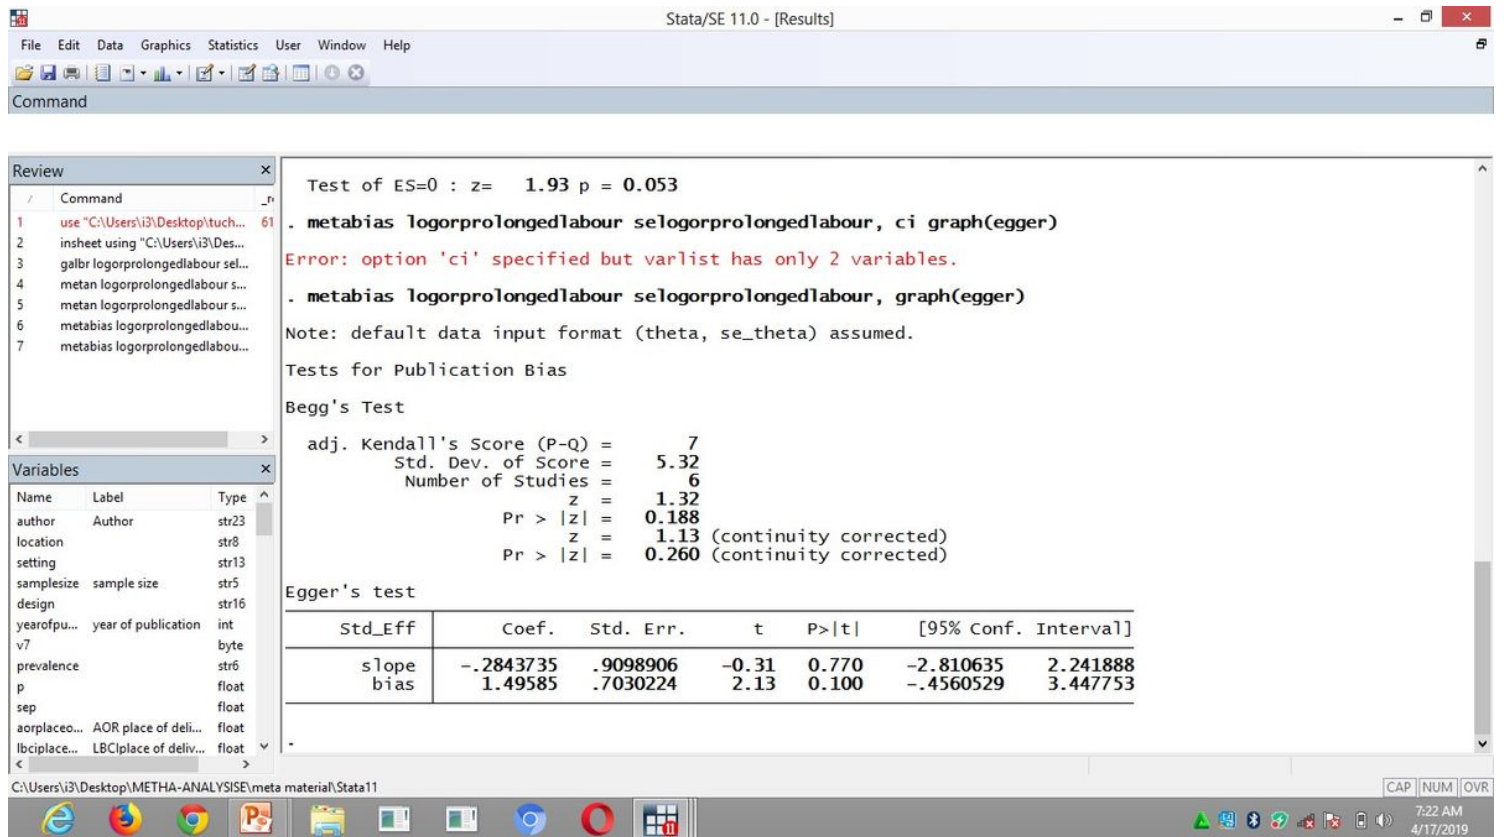 Stata/SE 11.0 - [Results]
File Edit Data Graphics Statistics User Window Help
Command
Review
Command _r
1 use "C:\Users\i3\Desktop\tuch... 61
2 insheet using "C:\Users\i3\Des...
3 galbr logorprolongedlabour sel...
4 metan logorprolongedlabour s...
5 metan logorprolongedlabour s...
6 metabias logorprolongedlabou...
7 metabias logorprolongedlabou...
Variables
Name Label Type
author Author str23
location str8
setting str13
samplesize sample size str5
design str16
yearofpu... year of publication int
v7 byte
prevalence str6
p float
sep float
aorplaceo... AOR place of deli... float
lbciplace... LBCIplace of deliv... float
Test of ES=0 : z= 1.93 p = 0.053
. metabias logorprolongedlabour selogorprolongedlabour, ci graph(egger)
Error: option 'ci' specified but varlist has only 2 variables.
. metabias logorprolongedlabour selogorprolongedlabour, graph(egger)
Note: default data input format (theta, se_theta) assumed.
Tests for Publication Bias
Begg's Test
adj. Kendall's Score (P-Q) = 7
Std. Dev. of Score = 5.32
Number of Studies = 6
z = 1.32
Pr > |z| = 0.188
z = 1.13 (continuity corrected)
Pr > |z| = 0.260 (continuity corrected)
Egger's test
Std_Eff Coef. Std. Err. t P>|t| [95% Conf. Interval]
slope -.2843735 .9098906 -0.31 0.770 -2.810635 2.241888
bias 1.49585 .7030224 2.13 0.100 -.4560529 3.447753
.
C:\Users\i3\Desktop\METHA-ANALYSISE\meta material\Stata11
CAP NUM OVR
7:22 AM
4/17/2019